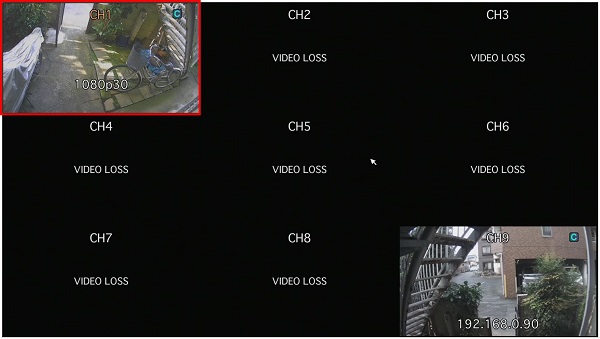 CH1 C
1080p30
CH2
VIDEO LOSS
CH3
VIDEO LOSS
CH4
VIDEO LOSS
CH5
VIDEO LOSS
CH6
VIDEO LOSS
CH7
VIDEO LOSS
CH8
VIDEO LOSS
CH9 C
192.168.0.90